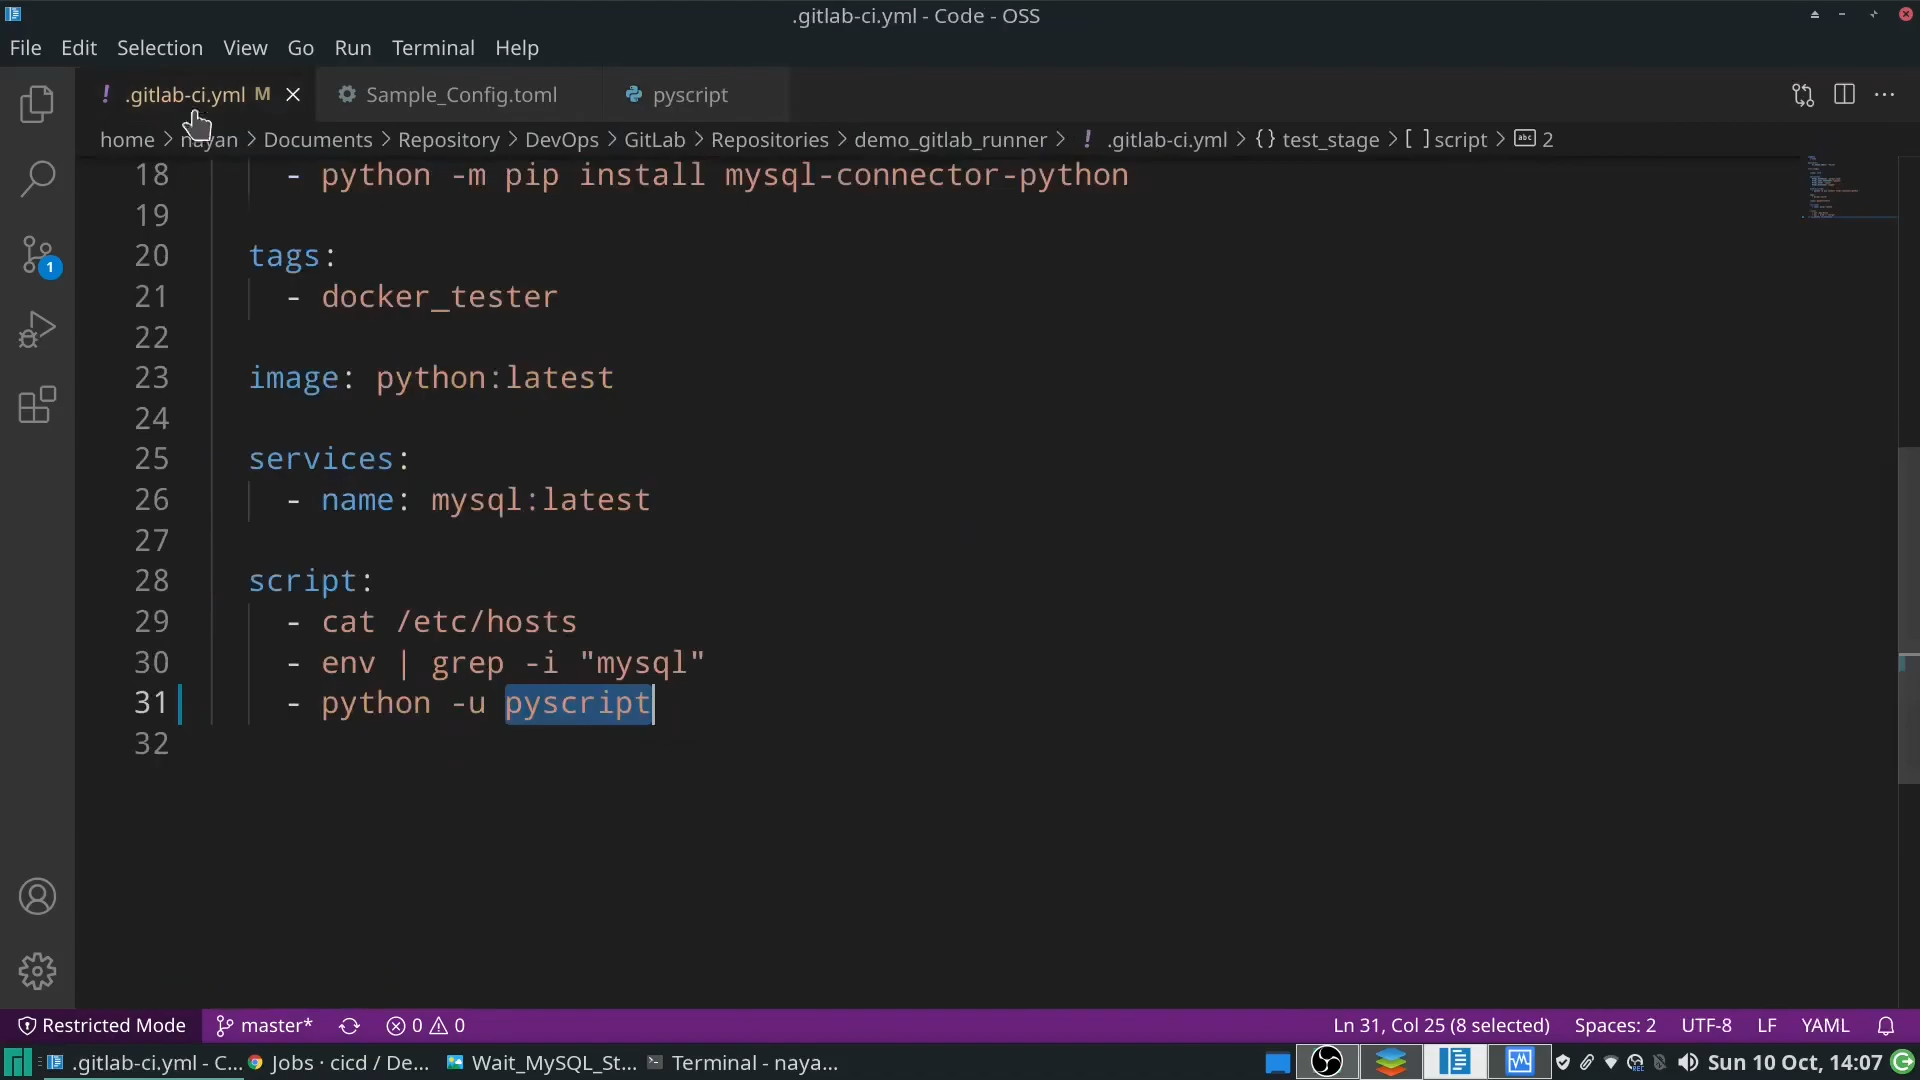 .gitlab-ci.yml - Code - OSS
File Edit Selection View Go Run Terminal Help
! .gitlab-ci.yml M Sample_Config.toml pyscript
home > nayan > Documents > Repository > DevOps > GitLab > Repositories > demo_gitlab_runner > ! .gitlab-ci.yml > {} test_stage > [ ] script > abc 2
18 - python -m pip install mysql-connector-python
19
20 tags:
21 - docker_tester
22
23 image: python:latest
24
25 services:
26 - name: mysql:latest
27
28 script:
29 - cat /etc/hosts
30 - env | grep -i "mysql"
31 - python -u pyscript
32
1
Restricted Mode master* 0 0 Ln 31, Col 25 (8 selected) Spaces: 2 UTF-8 LF YAML
.gitlab-ci.yml - C... Jobs · cicd / De... Wait_MySQL_St... Terminal - naya... Sun 10 Oct, 14:07